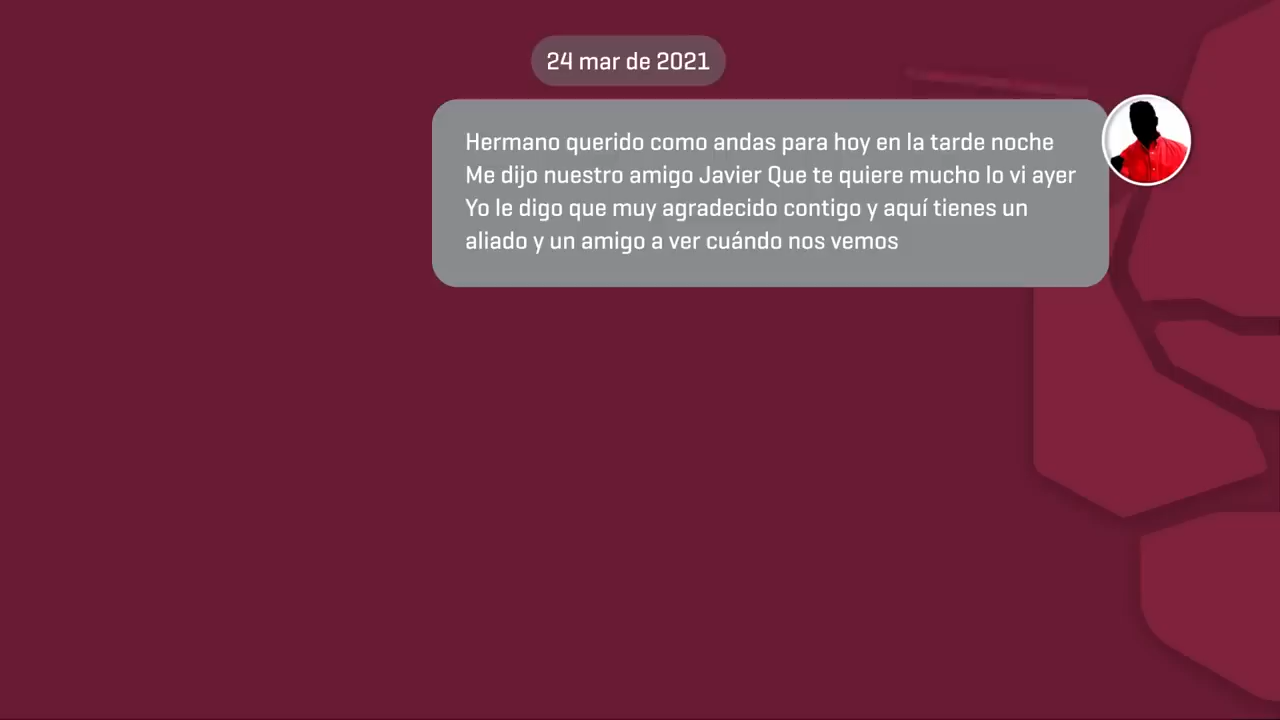 24 mar de 2021
Hermano querido como andas para hoy en la tarde noche
Me dijo nuestro amigo Javier Que te quiere mucho lo vi ayer
Yo le digo que muy agradecido contigo y aquí tienes un
aliado y un amigo a ver cuándo nos vemos